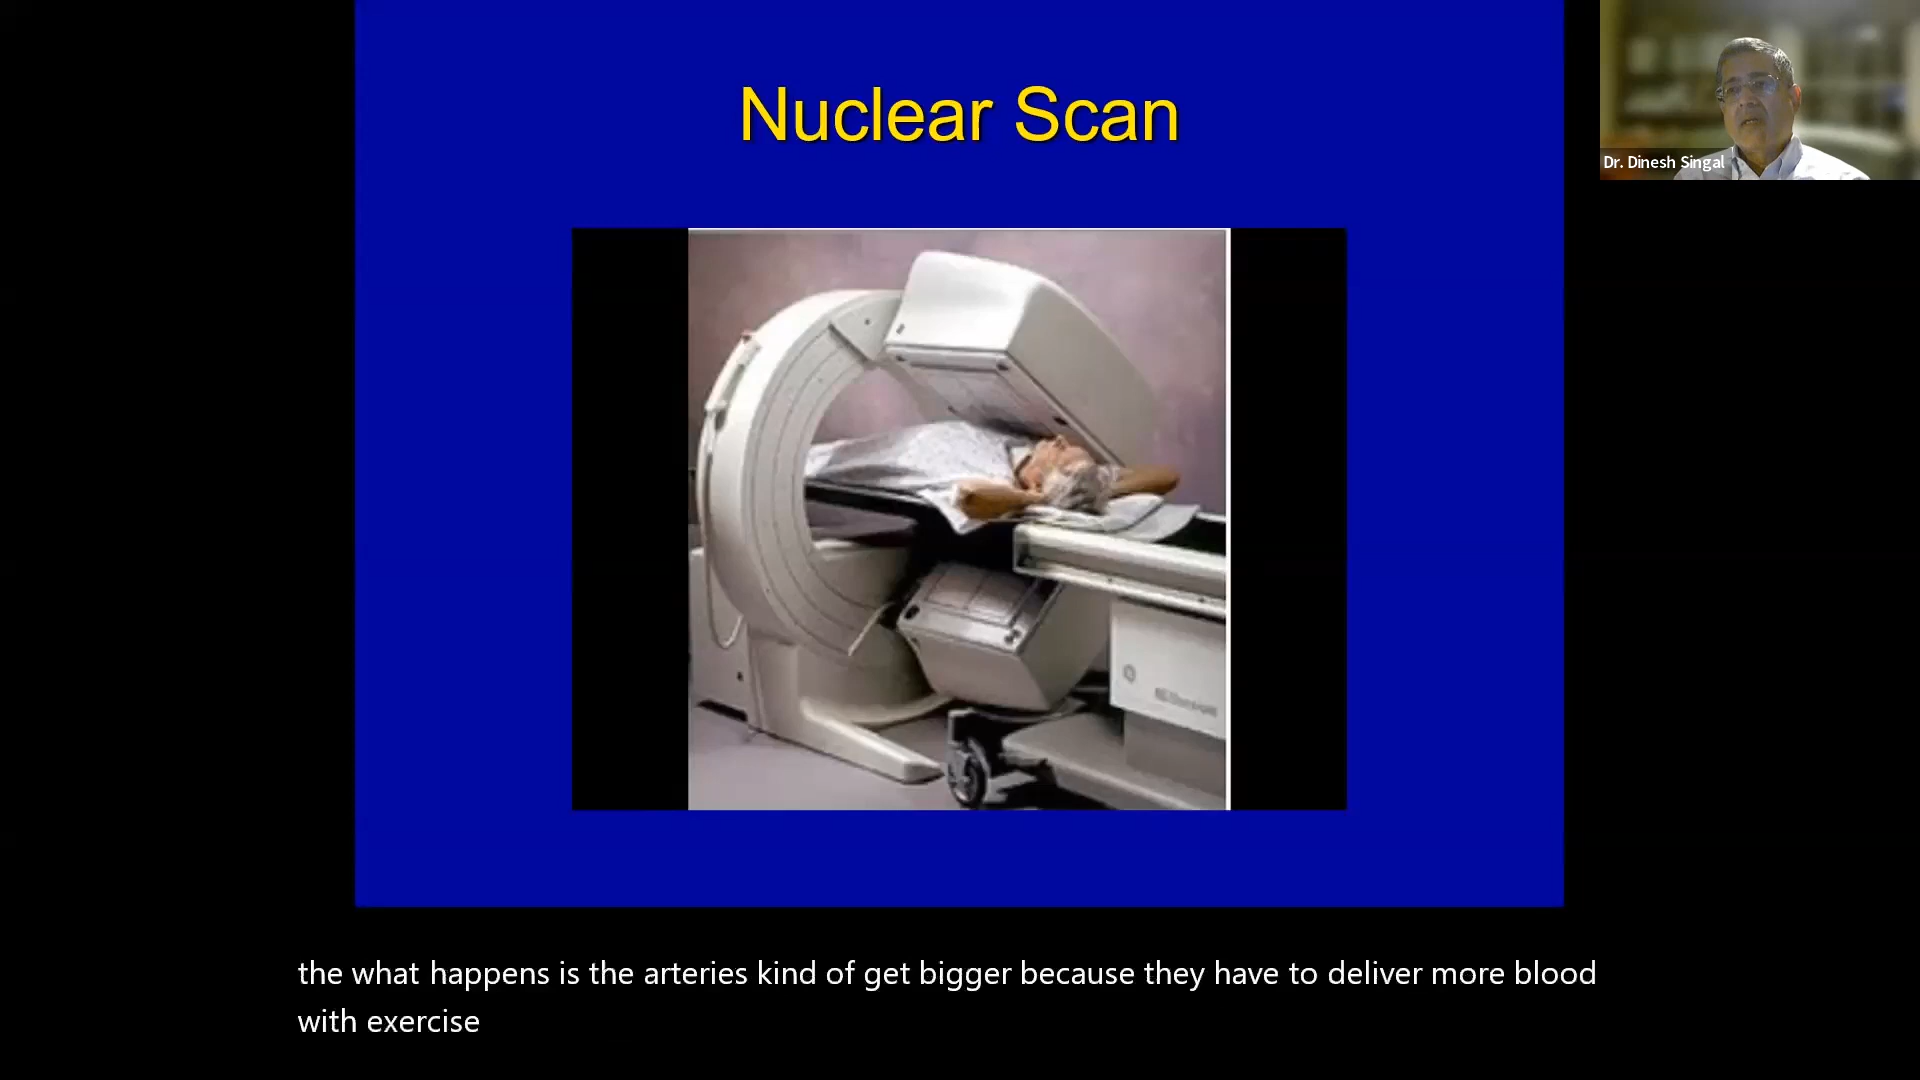 Nuclear Scan
Dr. Dinesh Singal
the what happens is the arteries kind of get bigger because they have to deliver more blood
with exercise